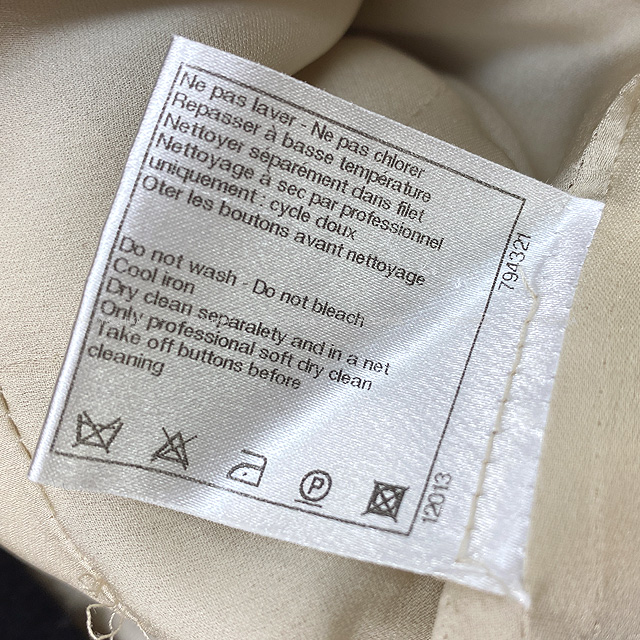 Ne pas laver - Ne pas chlorer
Repasser à basse température
Nettoyer séparément dans filet
Nettoyage à sec par professionnel
uniquement : cycle doux
Oter les boutons avant nettoyage
Do not wash - Do not bleach
Cool iron
Dry clean separalety and in a net
Only professional soft dry clean
Take off buttons before
cleaning
P
794321
12013